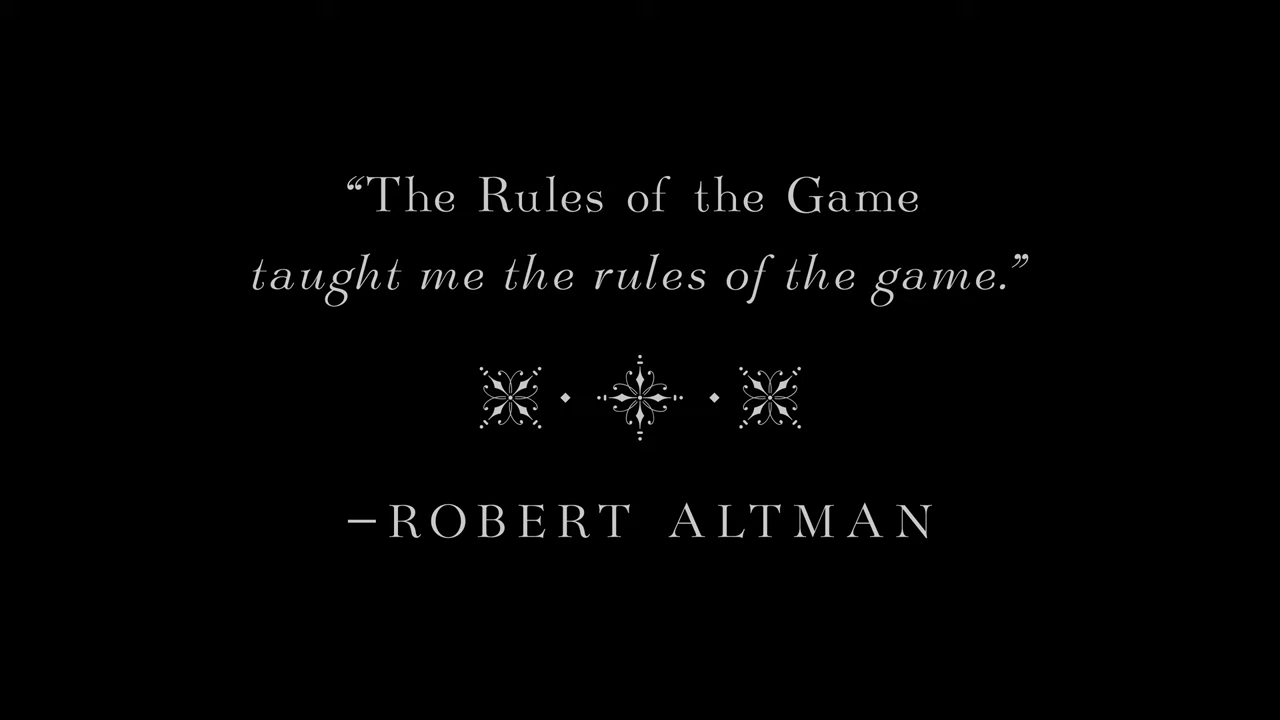 “The Rules of the Game
taught me the rules of the game.”
–ROBERT ALTMAN